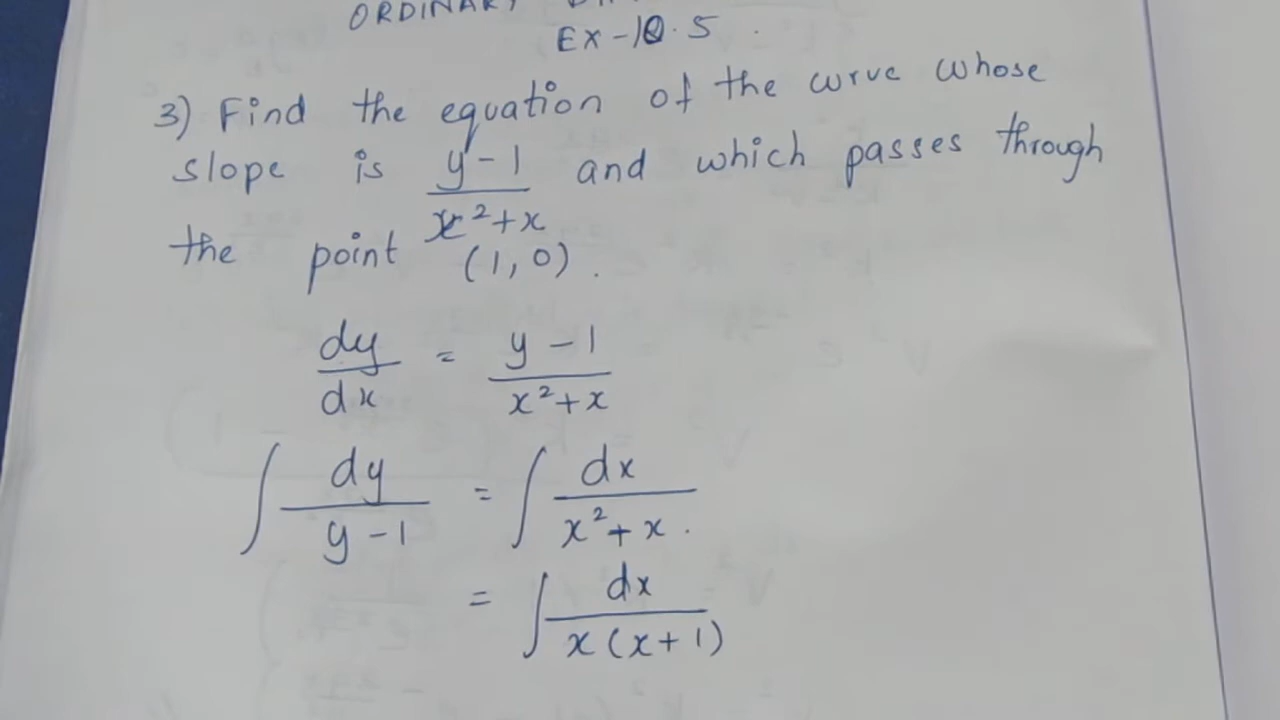 ORDINARY
EX-10.5
3) Find the equation of the curve whose
slope is (y-1)/(x²+x) and which passes through
the point (1,0).
dy/dx = (y-1)/(x²+x)
∫ dy/(y-1) = ∫ dx/(x²+x).
= ∫ dx/(x(x+1))